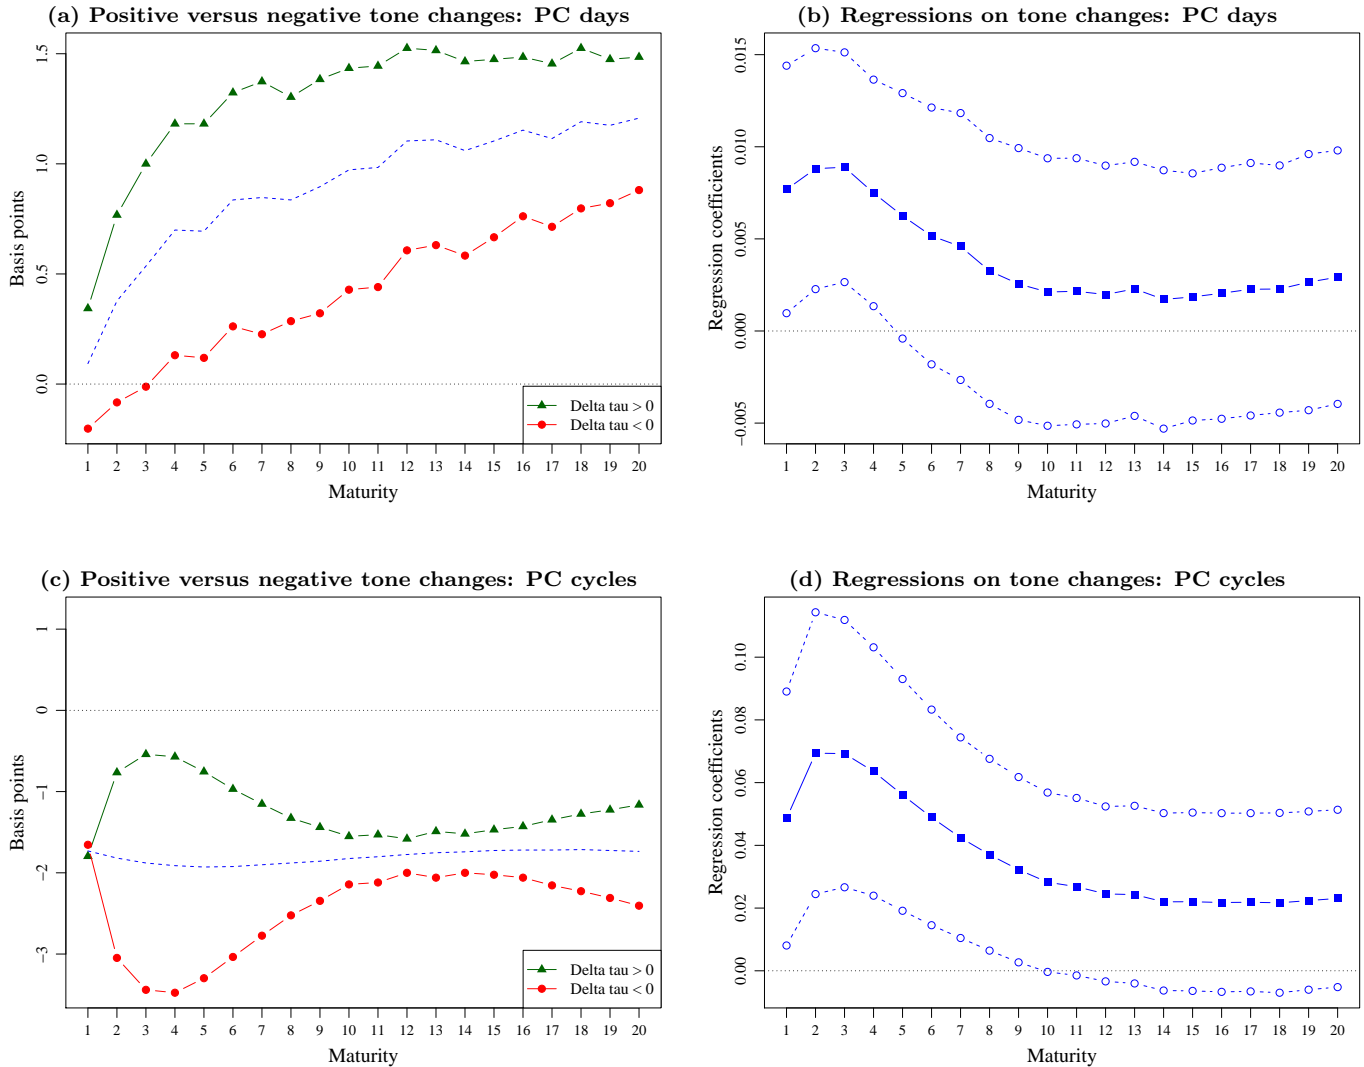 (a) Positive versus negative tone changes: PC days
Basis points
1.5
1.0
0.5
0.0
Delta tau > 0
Delta tau < 0
1 2 3 4 5 6 7 8 9 10 11 12 13 14 15 16 17 18 19 20
Maturity
(b) Regressions on tone changes: PC days
Regression coefficients
0.015
0.010
0.005
0.000
−0.005
1 2 3 4 5 6 7 8 9 10 11 12 13 14 15 16 17 18 19 20
Maturity
(c) Positive versus negative tone changes: PC cycles
Basis points
1
0
−1
−2
−3
Delta tau > 0
Delta tau < 0
1 2 3 4 5 6 7 8 9 10 11 12 13 14 15 16 17 18 19 20
Maturity
(d) Regressions on tone changes: PC cycles
Regression coefficients
0.10
0.08
0.06
0.04
0.02
0.00
1 2 3 4 5 6 7 8 9 10 11 12 13 14 15 16 17 18 19 20
Maturity